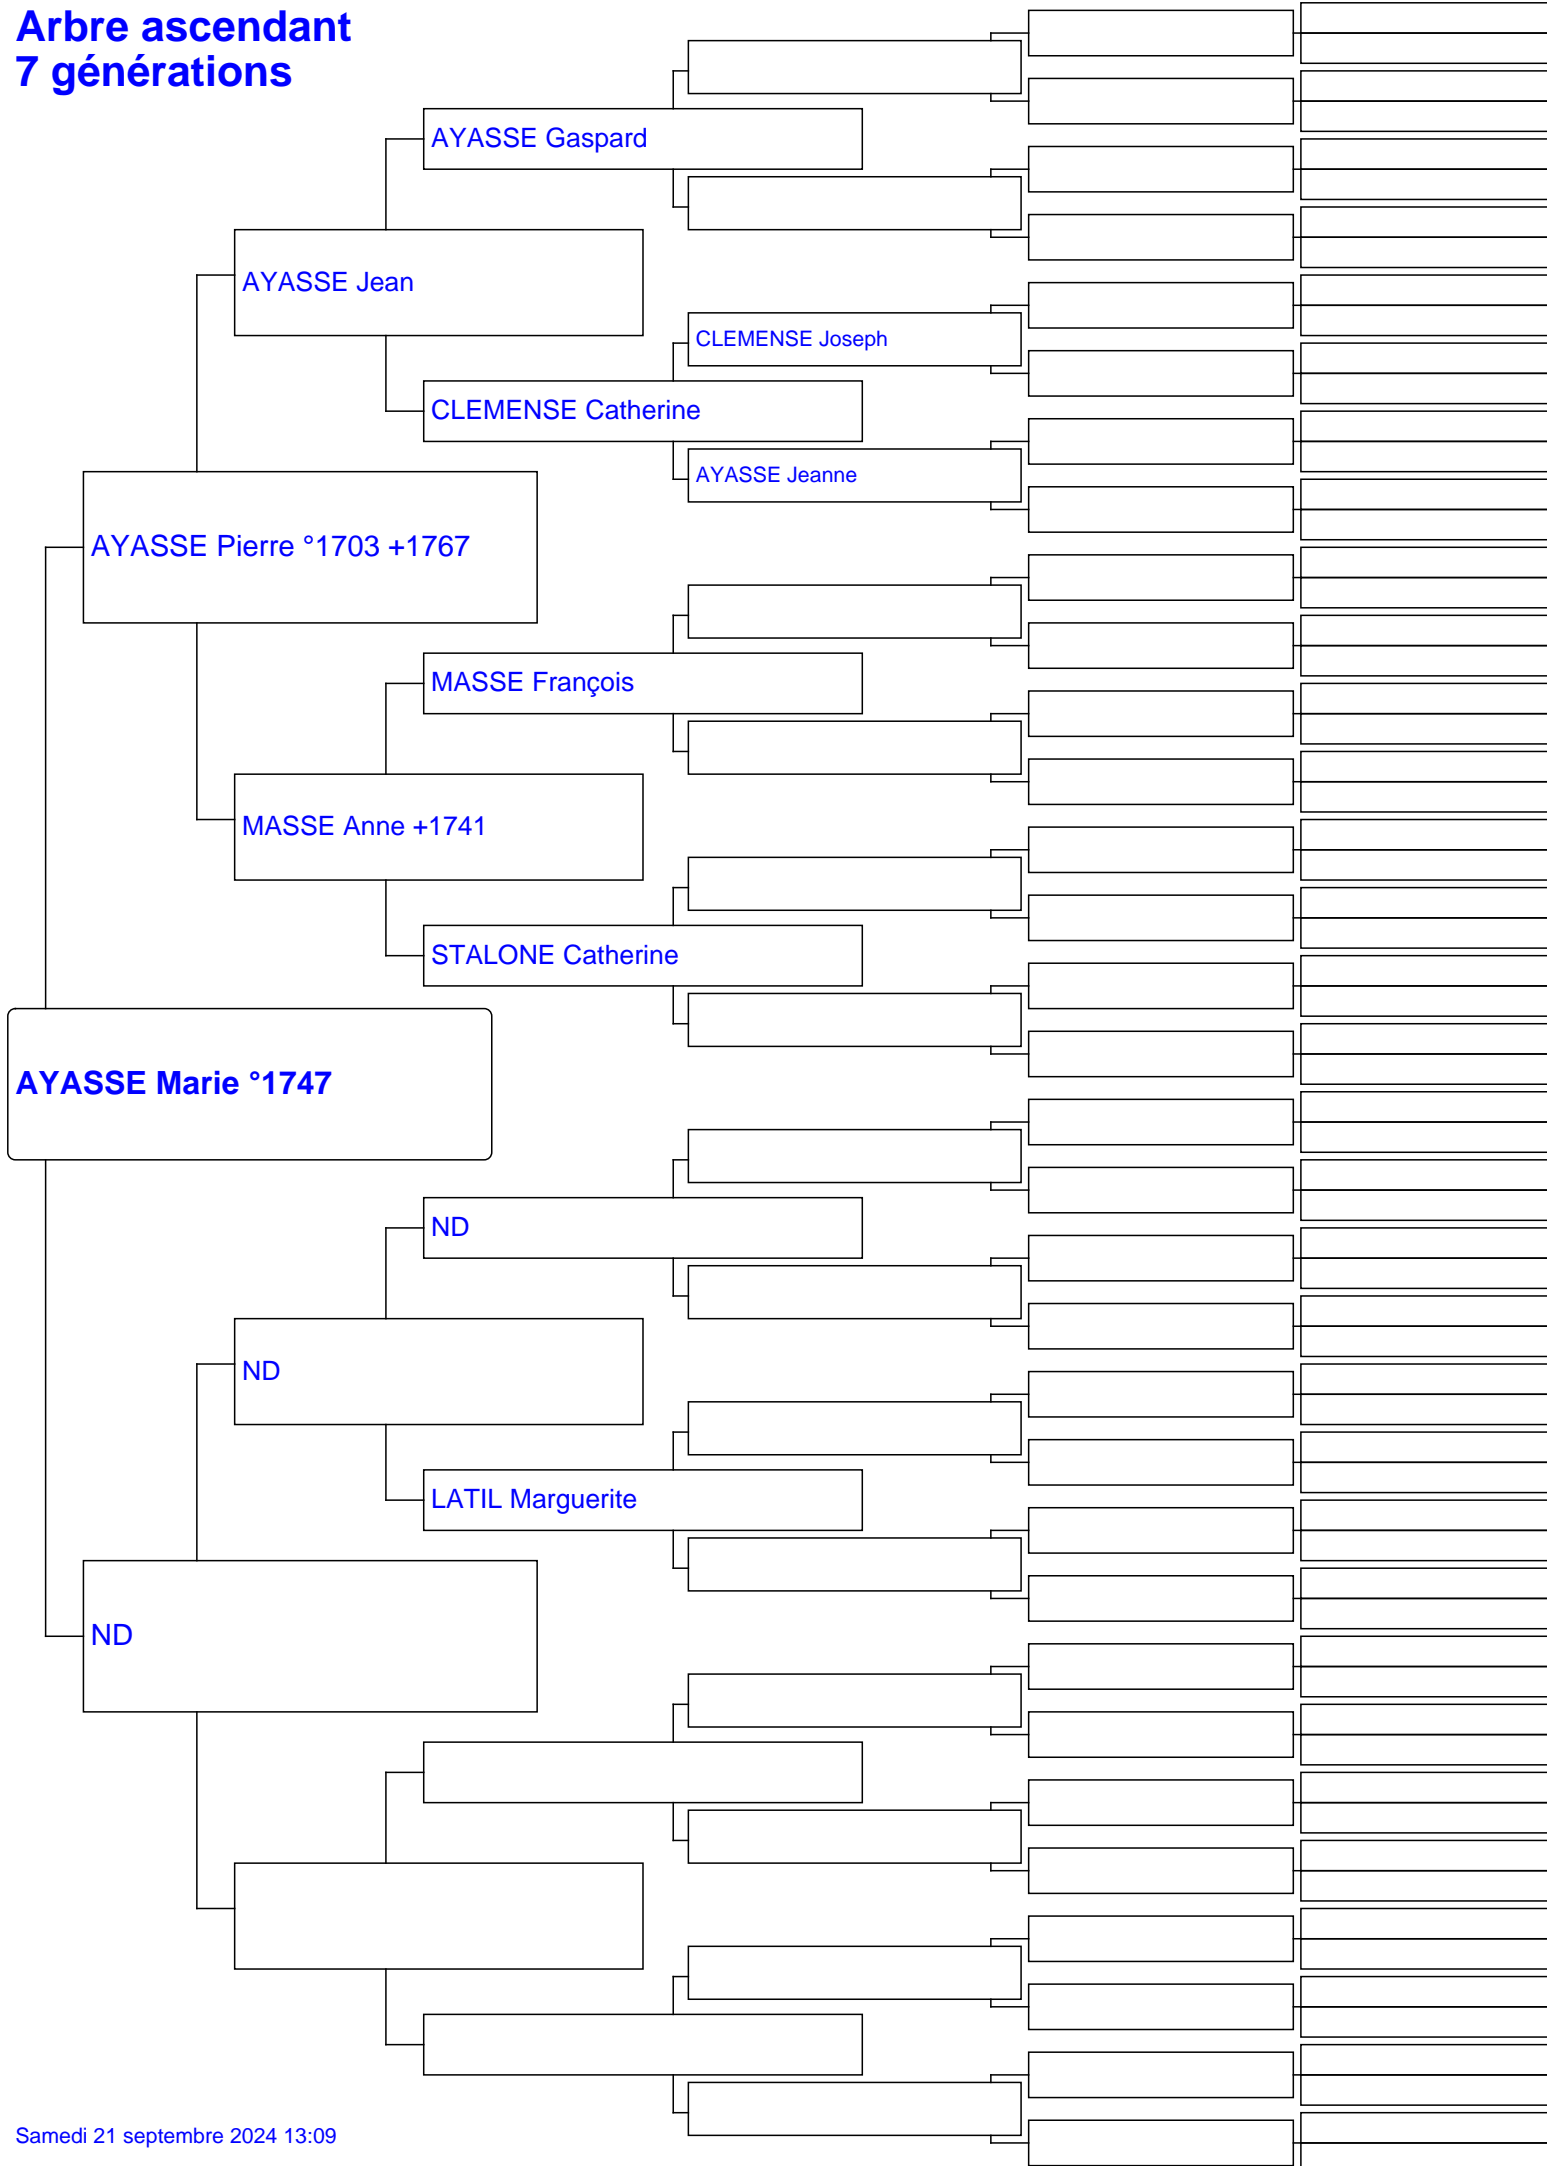 Arbre ascendant
7 générations
AYASSE Gaspard
AYASSE Jean
CLEMENSE Joseph
CLEMENSE Catherine
AYASSE Jeanne
AYASSE Pierre °1703 +1767
MASSE François
MASSE Anne +1741
STALONE Catherine
AYASSE Marie °1747
ND
ND
LATIL Marguerite
ND
Samedi 21 septembre 2024 13:09